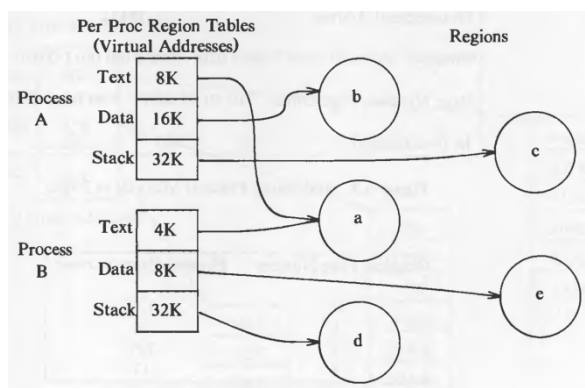 Per Proc Region Tables
(Virtual Addresses)
Regions
Process
A
Text 8K
Data 16K
Stack 32K
b
c
Process
B
Text 4K
Data 8K
Stack 32K
a
e
d